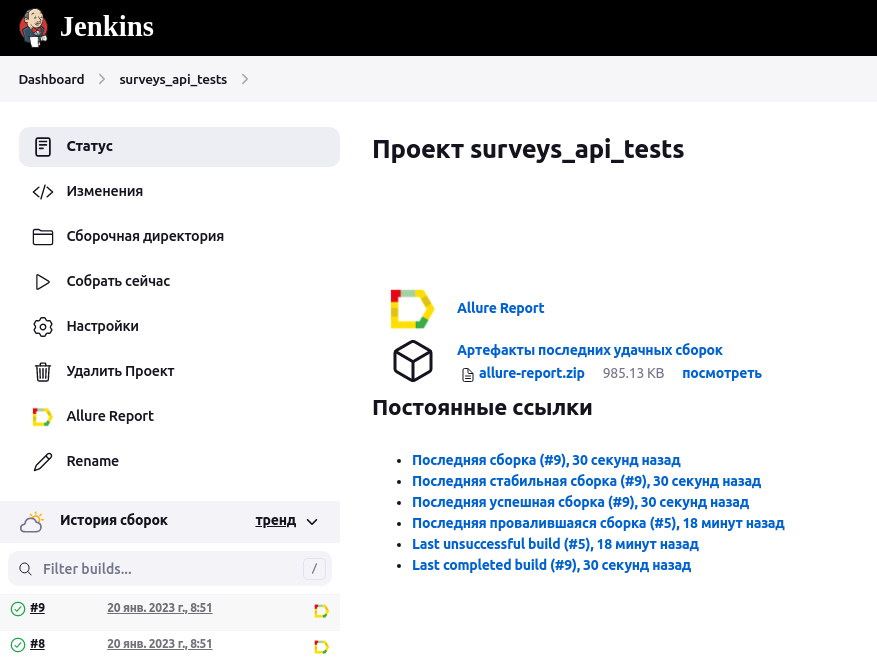 Jenkins
Dashboard
surveys_api_tests
Статус
Изменения
Сборочная директория
Собрать сейчас
Настройки
Удалить Проект
Allure Report
Rename
История сборок
тренд
Filter builds...
/
#9
20 янв. 2023 г., 8:51
#8
20 янв. 2023 г., 8:51
Проект surveys_api_tests
Allure Report
Артефакты последних удачных сборок
allure-report.zip 985.13 KB посмотреть
Постоянные ссылки
Последняя сборка (#9), 30 секунд назад
Последняя стабильная сборка (#9), 30 секунд назад
Последняя успешная сборка (#9), 30 секунд назад
Последняя провалившаяся сборка (#5), 18 минут назад
Last unsuccessful build (#5), 18 минут назад
Last completed build (#9), 30 секунд назад